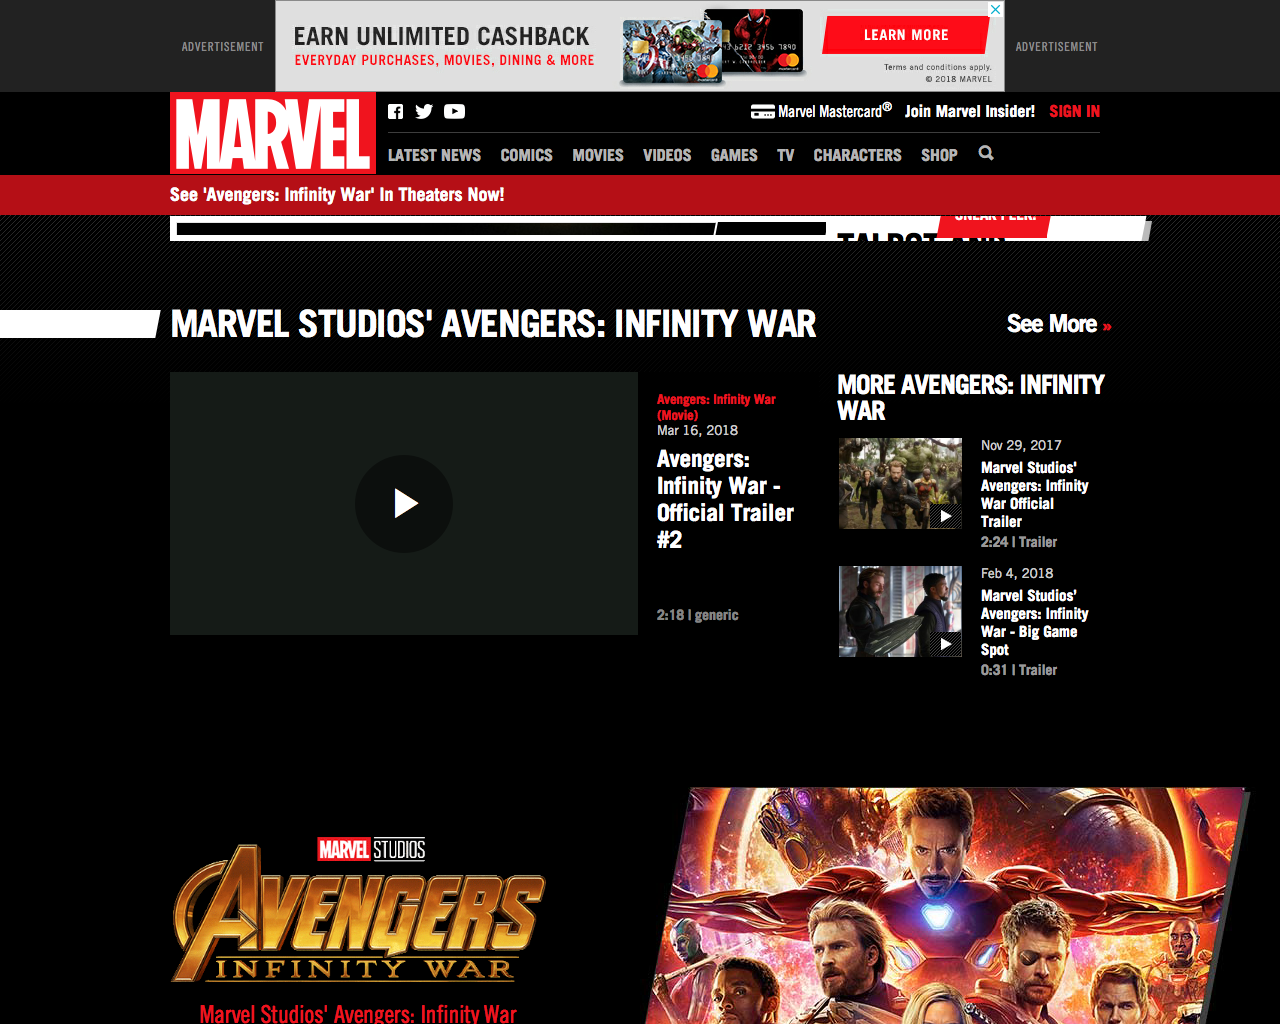 ADVERTISEMENT
EARN UNLIMITED CASHBACK
EVERYDAY PURCHASES, MOVIES, DINING & MORE
LEARN MORE
Terms and conditions apply.
© 2018 MARVEL
ADVERTISEMENT
MARVEL
Marvel Mastercard®
Join Marvel Insider!
SIGN IN
LATEST NEWS
COMICS
MOVIES
VIDEOS
GAMES
TV
CHARACTERS
SHOP
See 'Avengers: Infinity War' In Theaters Now!
MARVEL STUDIOS' AVENGERS: INFINITY WAR
See More »
Avengers: Infinity War
(Movie)
Mar 16, 2018
Avengers:
Infinity War -
Official Trailer
#2
2:18 | generic
MORE AVENGERS: INFINITY
WAR
Nov 29, 2017
Marvel Studios'
Avengers: Infinity
War Official
Trailer
2:24 | Trailer
Feb 4, 2018
Marvel Studios'
Avengers: Infinity
War - Big Game
Spot
0:31 | Trailer
MARVEL STUDIOS
AVENGERS
INFINITY WAR
Marvel Studios' Avengers: Infinity War